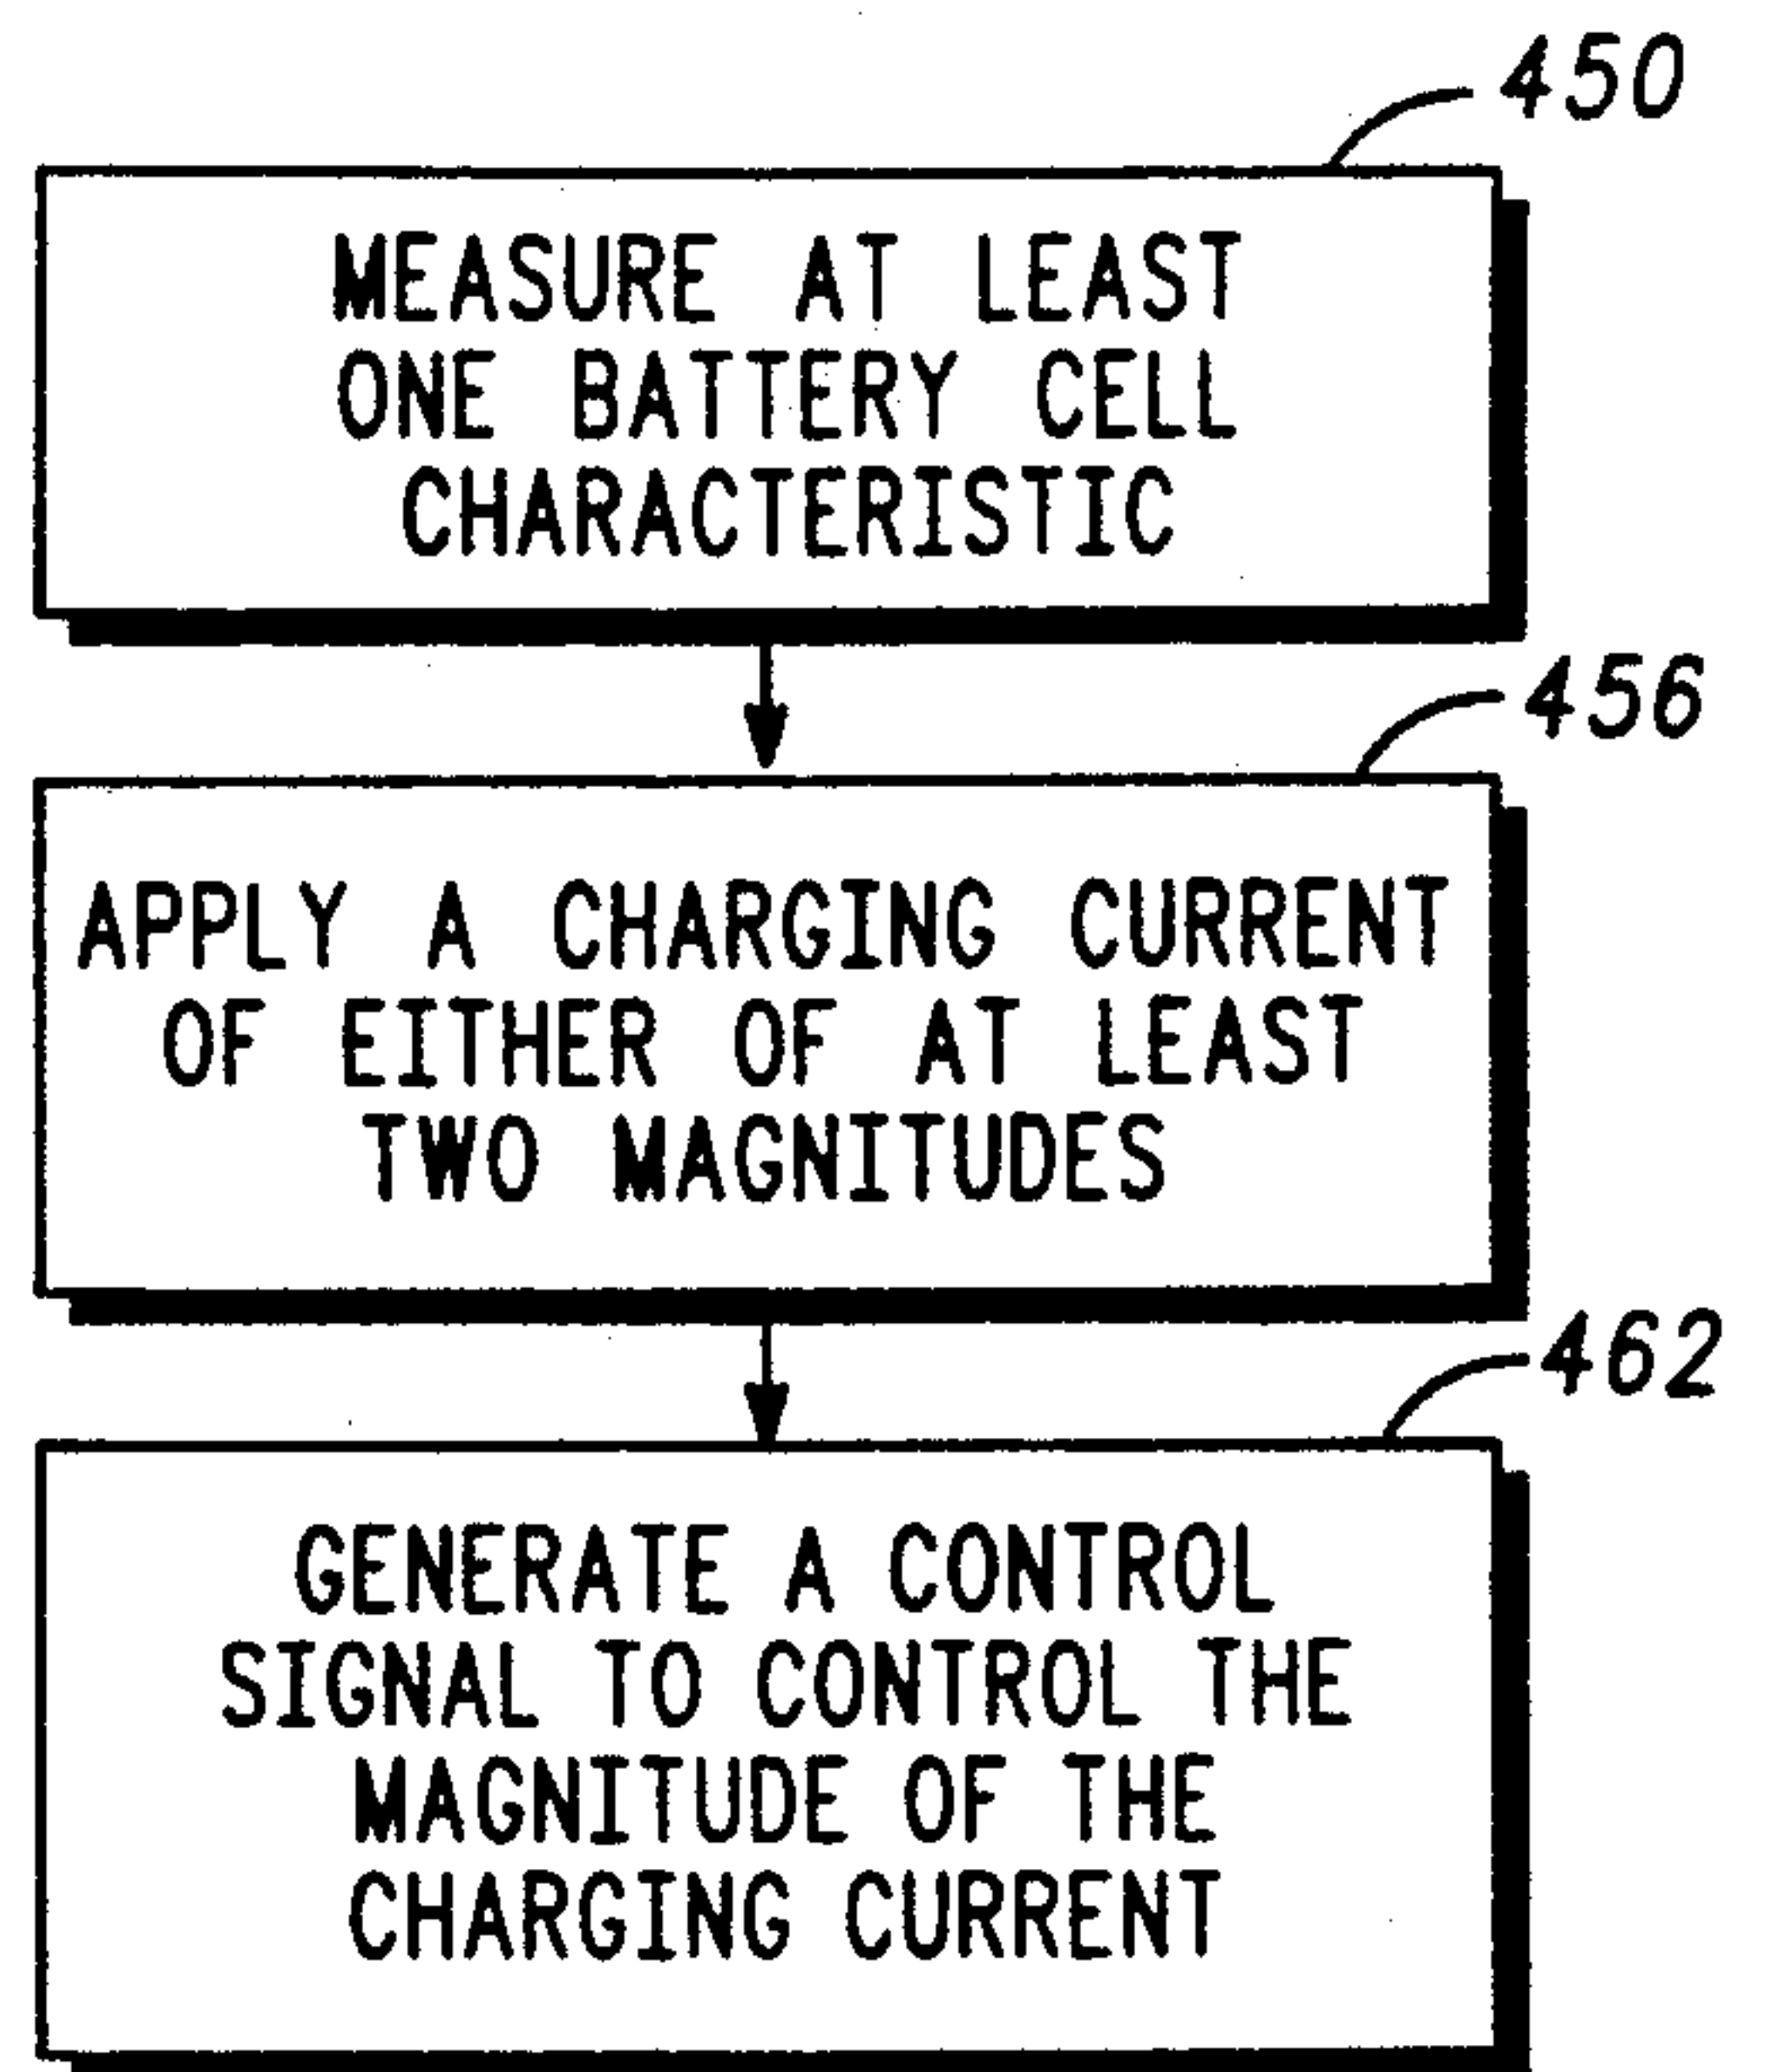 450
MEASURE AT LEAST
ONE BATTERY CELL
CHARACTERISTIC
456
APPLY A CHARGING CURRENT
OF EITHER OF AT LEAST
TWO MAGNITUDES
462
GENERATE A CONTROL
SIGNAL TO CONTROL THE
MAGNITUDE OF THE
CHARGING CURRENT